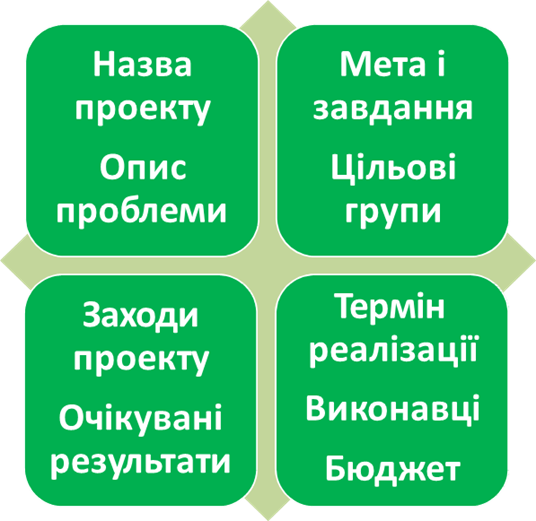 Назва
проекту
Опис
проблеми
Мета і
завдання
Цільові
групи
Заходи
проекту
Очікувані
результати
Термін
реалізації
Виконавці
Бюджет